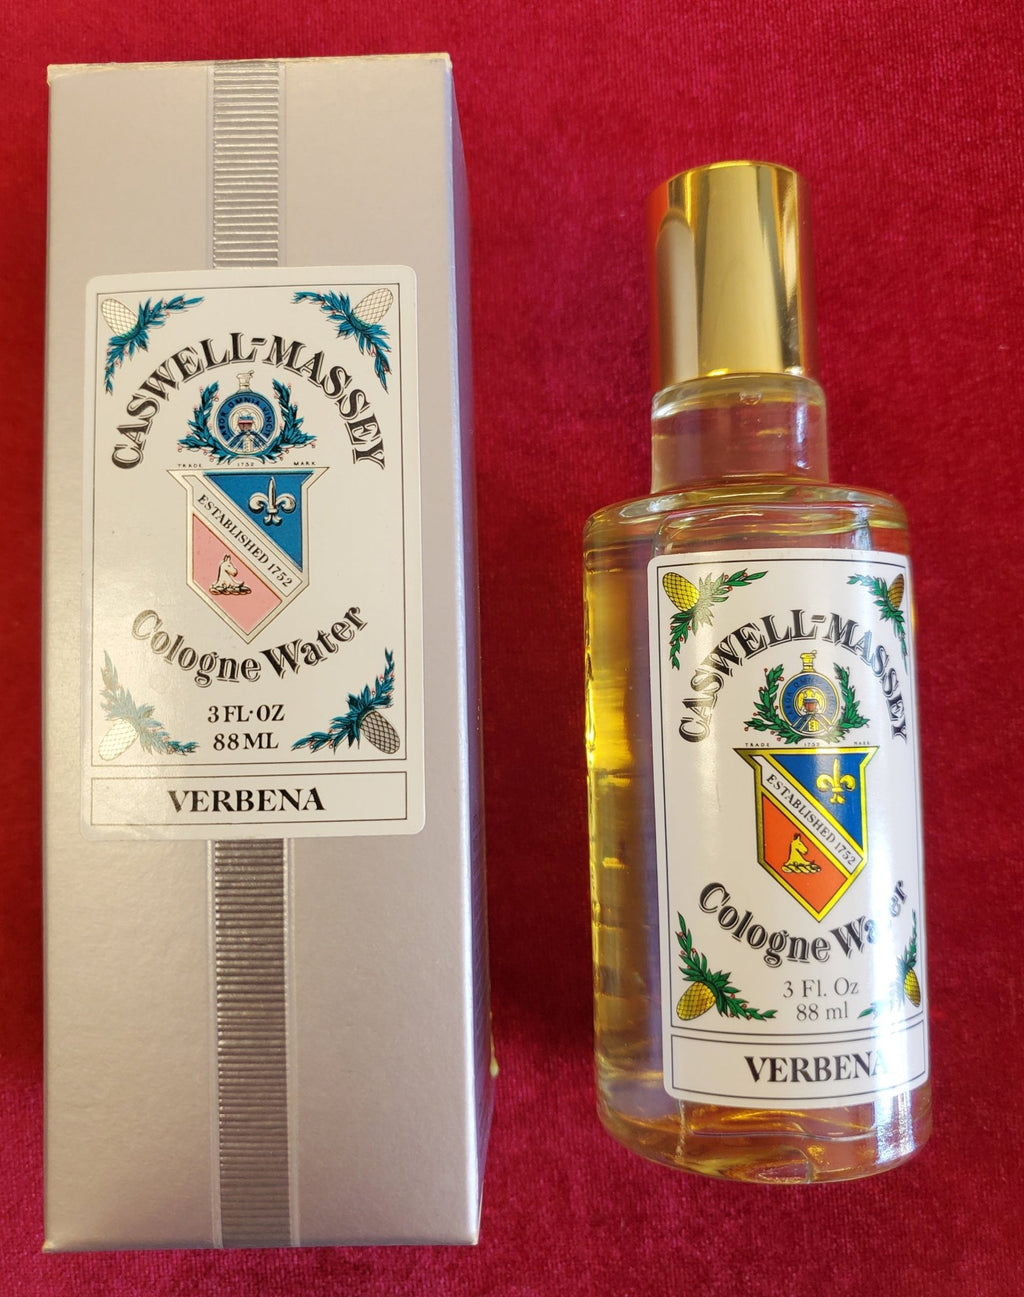 CASWELL-MASSEY
OMNIA
TRADE 1752 MARK
ESTABLISHED 1752
Cologne Water
3 FL·OZ
88 ML
VERBENA
CASWELL-MASSEY
TRADE 1752 MARK
ESTABLISHED 1752
Cologne Water
3 Fl. Oz
88 ml
VERBENA